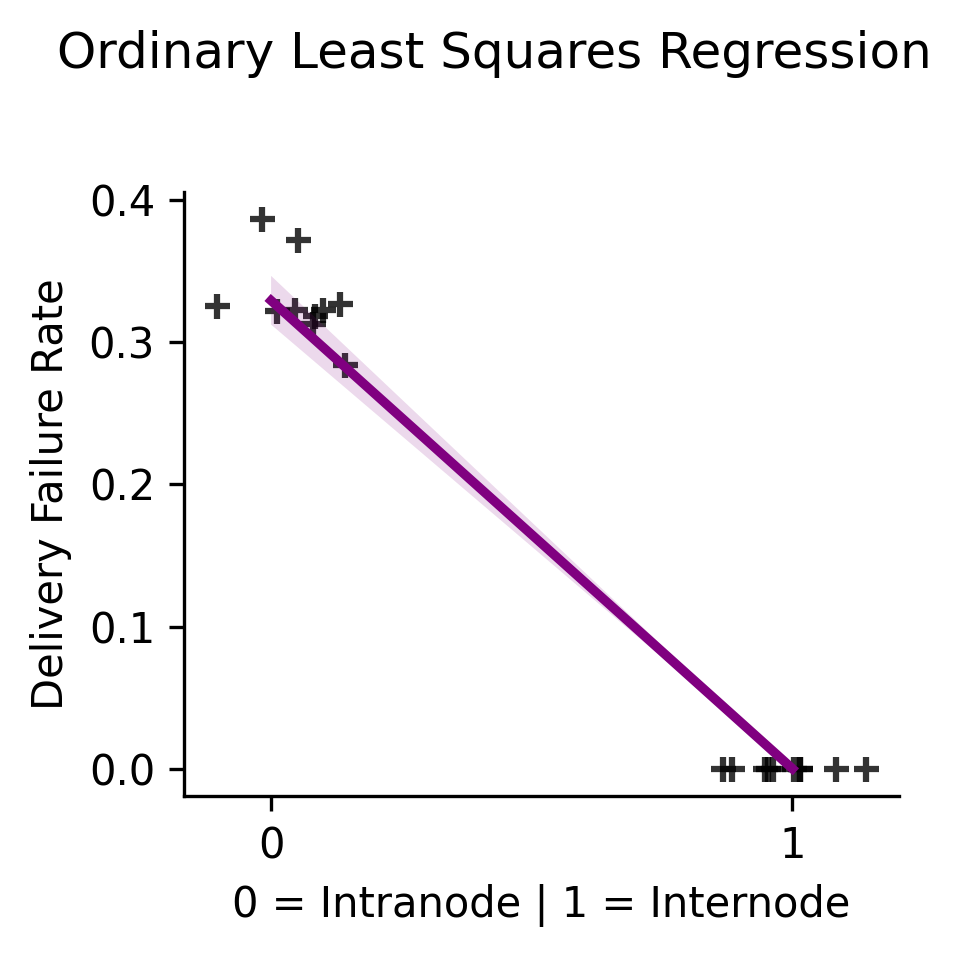 Ordinary Least Squares Regression
0.4
0.3
0.2
0.1
0.0
Delivery Failure Rate
0 1
0 = Intranode | 1 = Internode